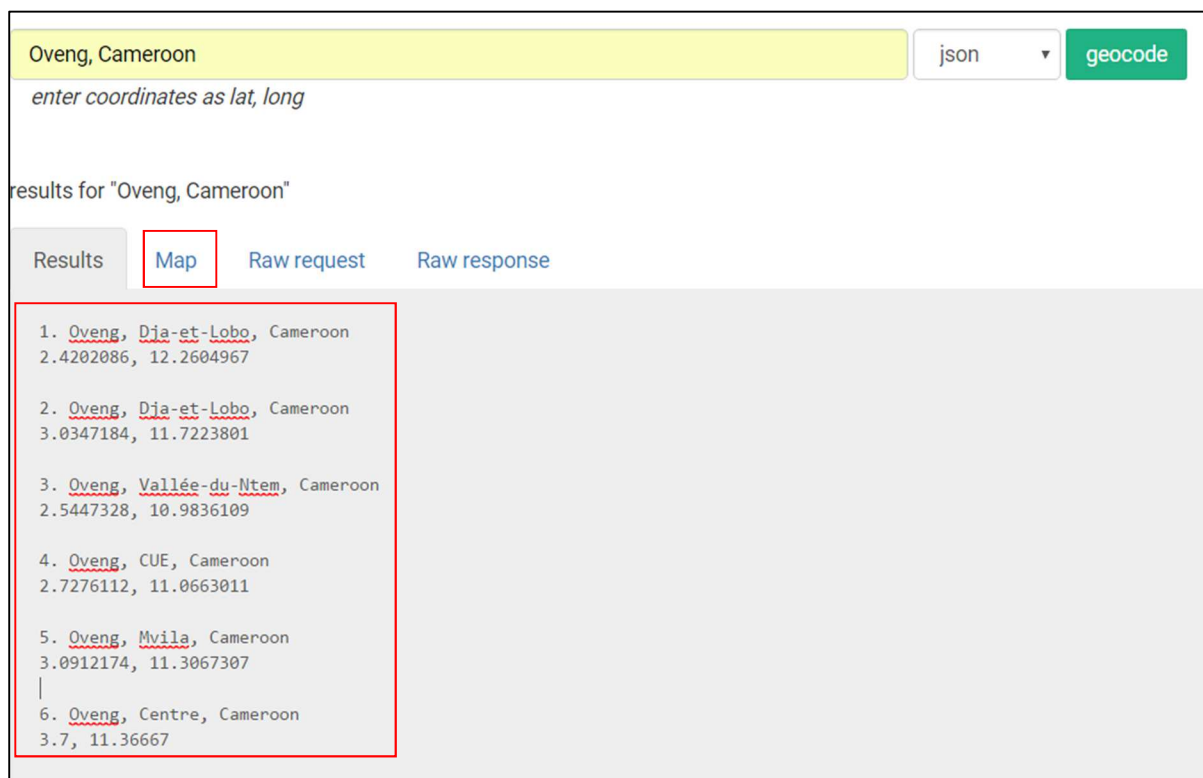 Oveng, Cameroon
json
geocode
enter coordinates as lat, long
results for "Oveng, Cameroon"
Results Map Raw request Raw response
1. Oveng, Dja-et-Lobo, Cameroon
2.4202086, 12.2604967
2. Oveng, Dja-et-Lobo, Cameroon
3.0347184, 11.7223801
3. Oveng, Vallée-du-Ntem, Cameroon
2.5447328, 10.9836109
4. Oveng, CUE, Cameroon
2.7276112, 11.0663011
5. Oveng, Mvila, Cameroon
3.0912174, 11.3067307
6. Oveng, Centre, Cameroon
3.7, 11.36667